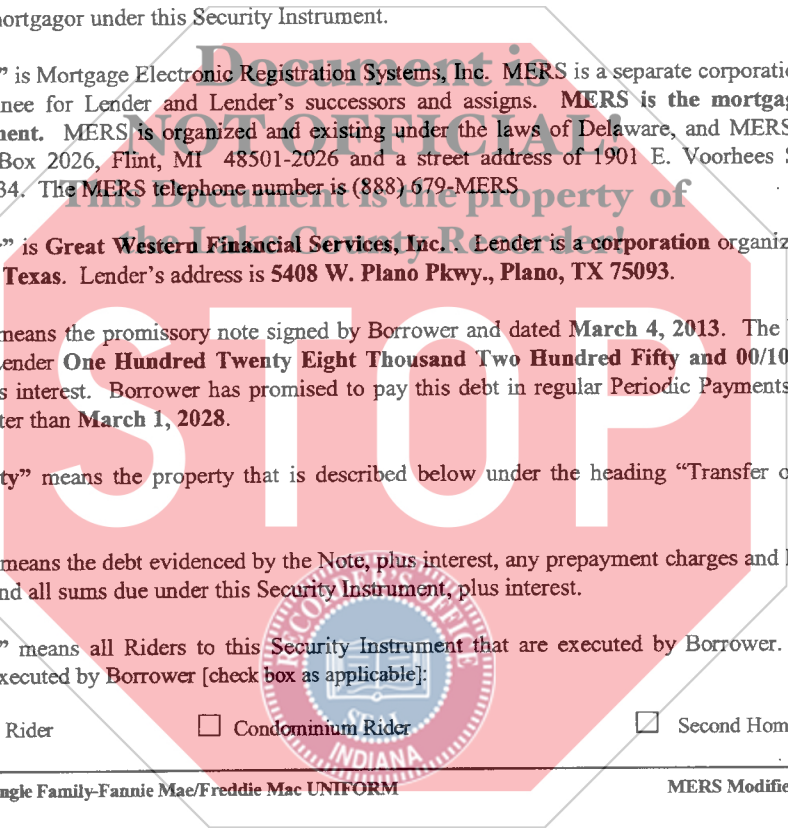 ortgagor under this Security Instrument.
Document is
” is Mortgage Electronic Registration Systems, Inc. MERS is a separate corporatio
nee for Lender and Lender’s successors and assigns. MERS is the mortgag
NOT OFFICIAL!
ent. MERS is organized and existing under the laws of Delaware, and MERS
Box 2026, Flint, MI 48501-2026 and a street address of 1901 E. Voorhees S
34. The MERS telephone number is (888) 679-MERS
This Document is the property of
the Lake County Recorder!
” is Great Western Financial Services, Inc. . Lender is a corporation organiz
Texas. Lender’s address is 5408 W. Plano Pkwy., Plano, TX 75093.
STOP
means the promissory note signed by Borrower and dated March 4, 2013. The
ender One Hundred Twenty Eight Thousand Two Hundred Fifty and 00/10
s interest. Borrower has promised to pay this debt in regular Periodic Payments
ter than March 1, 2028.
ty” means the property that is described below under the heading “Transfer o
means the debt evidenced by the Note, plus interest, any prepayment charges and l
nd all sums due under this Security Instrument, plus interest.
RECORDER'S OFFICE
SEAL
INDIANA
” means all Riders to this Security Instrument that are executed by Borrower.
xecuted by Borrower [check box as applicable]:
Rider ☐ Condominium Rider ☐ Second Hom
ngle Family-Fannie Mae/Freddie Mac UNIFORM MERS Modifie